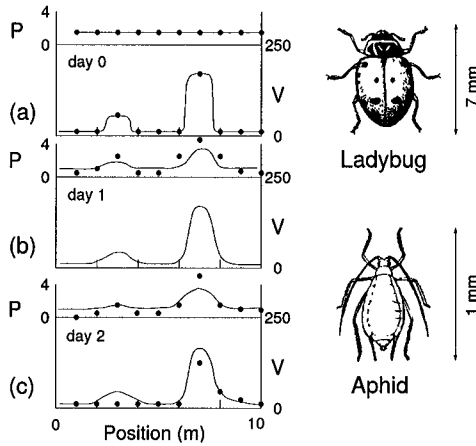 P 4
0
250
day 0
V
(a)
0
P 4
0
250
day 1
(b)
P 4
0
250
day 2
V
(c)
0
0 5 10
Position (m)
7 mm
Ladybug
1 mm
Aphid